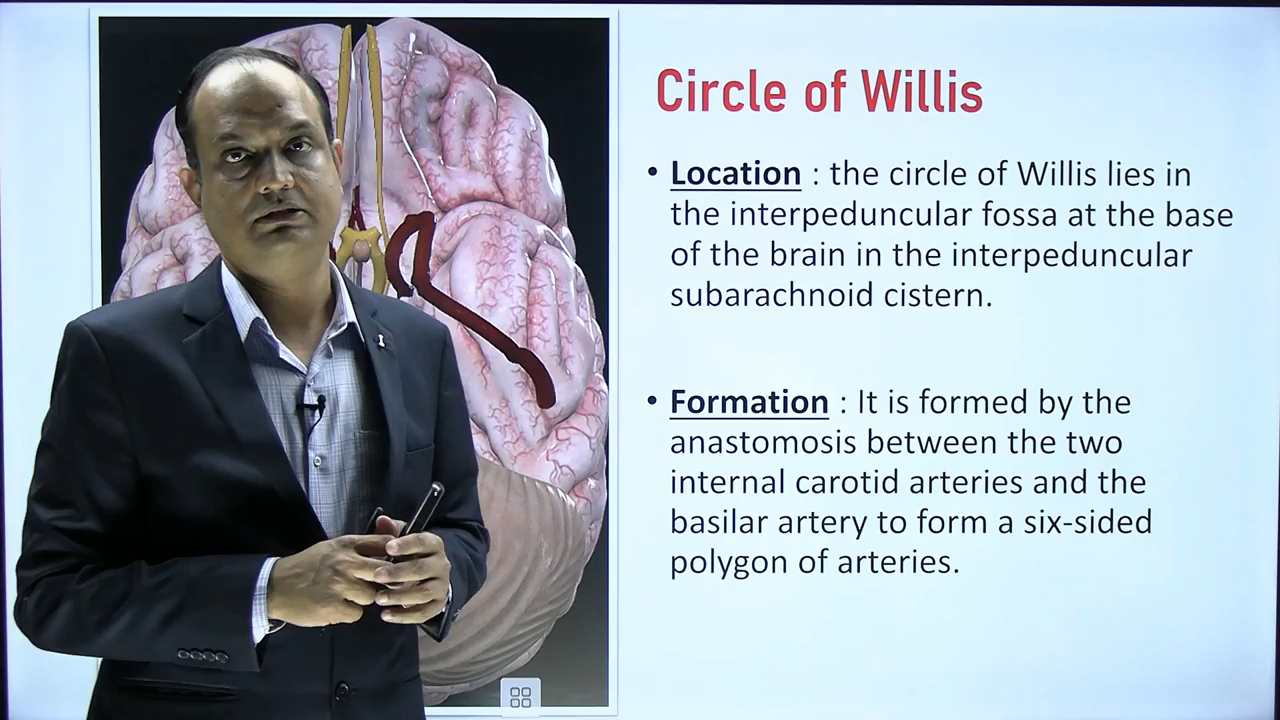 Circle of Willis
• Location : the circle of Willis lies in
the interpeduncular fossa at the base
of the brain in the interpeduncular
subarachnoid cistern.
• Formation : It is formed by the
anastomosis between the two
internal carotid arteries and the
basilar artery to form a six-sided
polygon of arteries.